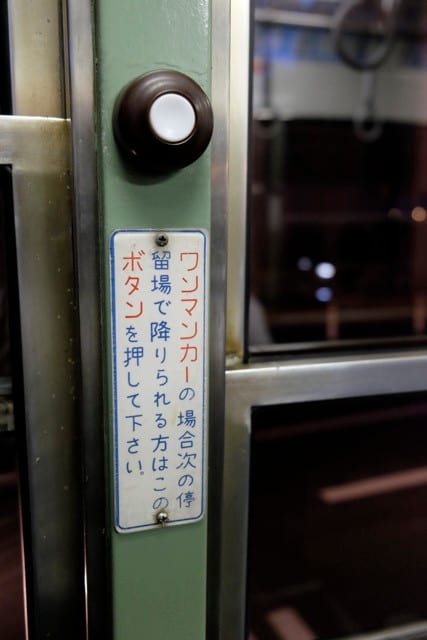 ワンマンカーの場合次の停
留場で降りられる方はこの
ボタンを押して下さい。